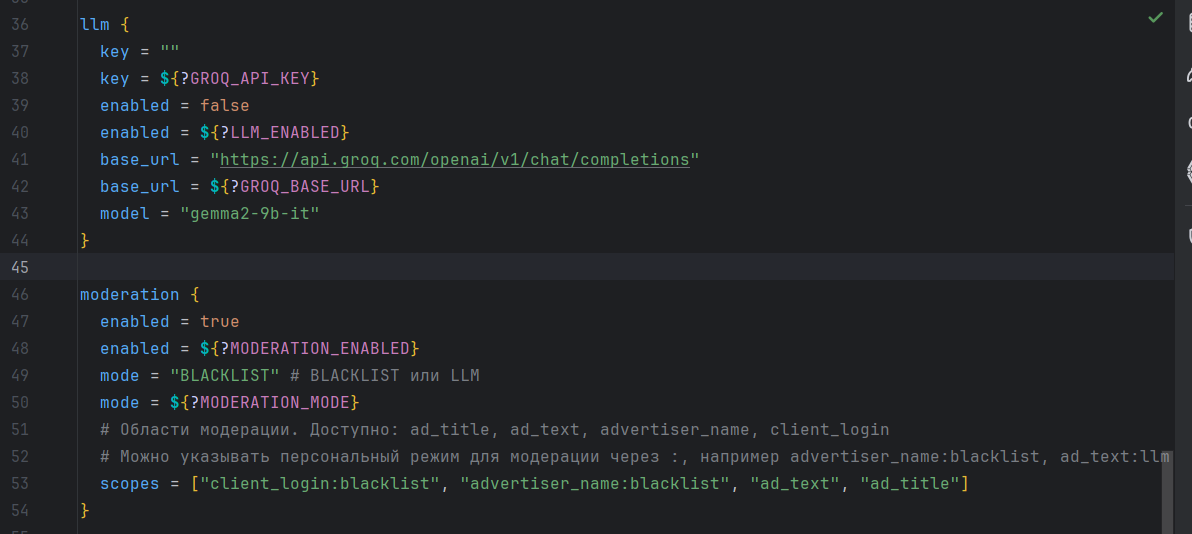 36 llm {
37 key = ""
38 key = ${?GROQ_API_KEY}
39 enabled = false
40 enabled = ${?LLM_ENABLED}
41 base_url = "https://api.groq.com/openai/v1/chat/completions"
42 base_url = ${?GROQ_BASE_URL}
43 model = "gemma2-9b-it"
44 }
45
46 moderation {
47 enabled = true
48 enabled = ${?MODERATION_ENABLED}
49 mode = "BLACKLIST" # BLACKLIST или LLM
50 mode = ${?MODERATION_MODE}
51 # Области модерации. Доступно: ad_title, ad_text, advertiser_name, client_login
52 # Можно указывать персональный режим для модерации через :, например advertiser_name:blacklist, ad_text:llm
53 scopes = ["client_login:blacklist", "advertiser_name:blacklist", "ad_text", "ad_title"]
54 }